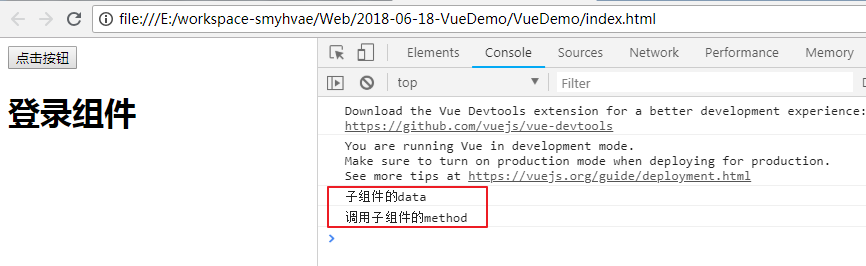 file:///E:/workspace-smyhvae/Web/2018-06-18-VueDemo/VueDemo/index.html
点击按钮
登录组件
Elements Console Sources Network Performance Memory
top Filter
Download the Vue Devtools extension for a better development experience:
https://github.com/vuejs/vue-devtools
You are running Vue in development mode.
Make sure to turn on production mode when deploying for production.
See more tips at https://vuejs.org/guide/deployment.html
子组件的data
调用子组件的method